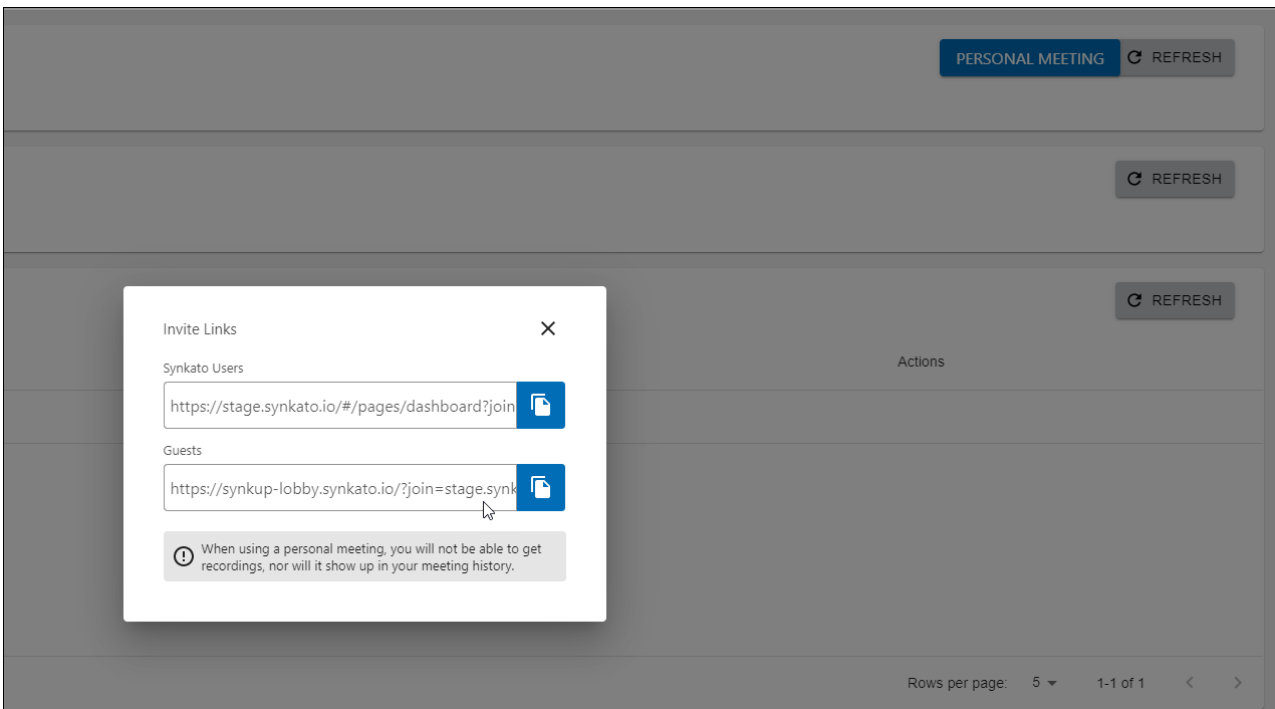 PERSONAL MEETING
REFRESH
REFRESH
REFRESH
Actions
Invite Links
Synkato Users
https://stage.synkato.io/#/pages/dashboard?join
Guests
https://synkup-lobby.synkato.io/?join=stage.synk
When using a personal meeting, you will not be able to get
recordings, nor will it show up in your meeting history.
Rows per page: 5 1-1 of 1